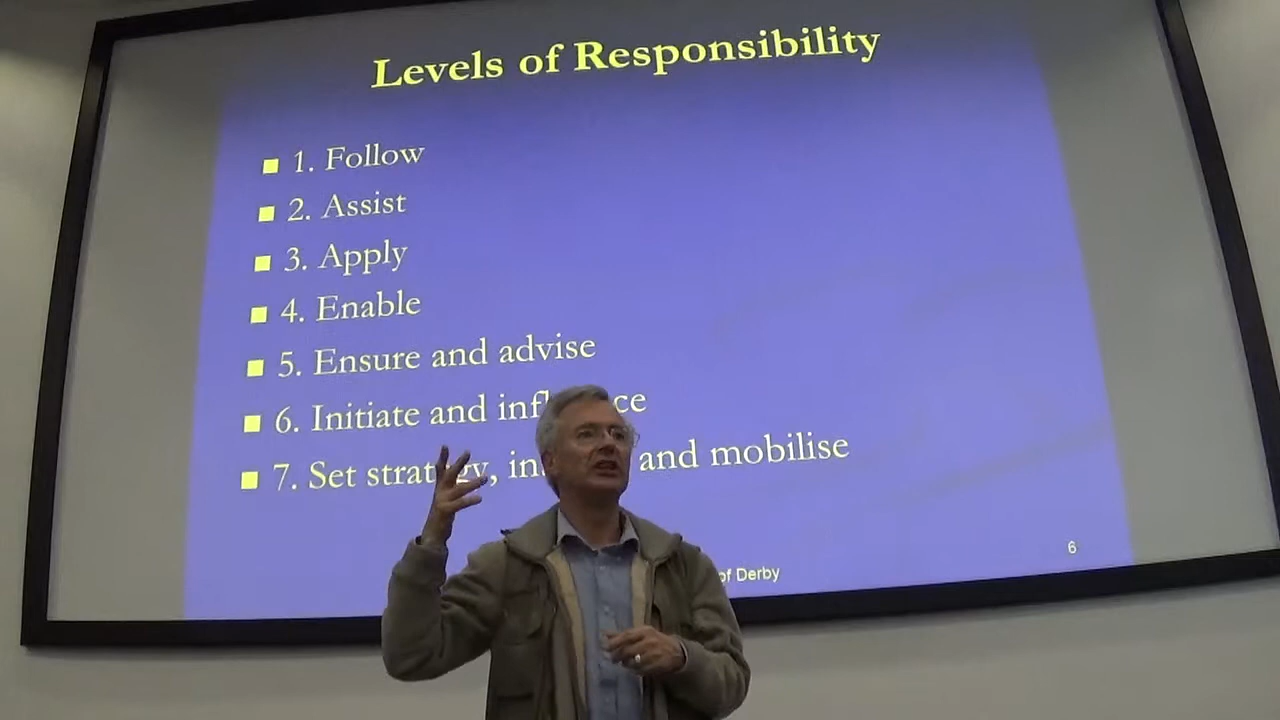 Levels of Responsibility
1. Follow
2. Assist
3. Apply
4. Enable
5. Ensure and advise
6. Initiate and
7. Set strategy, and mobilise
of Derby
6